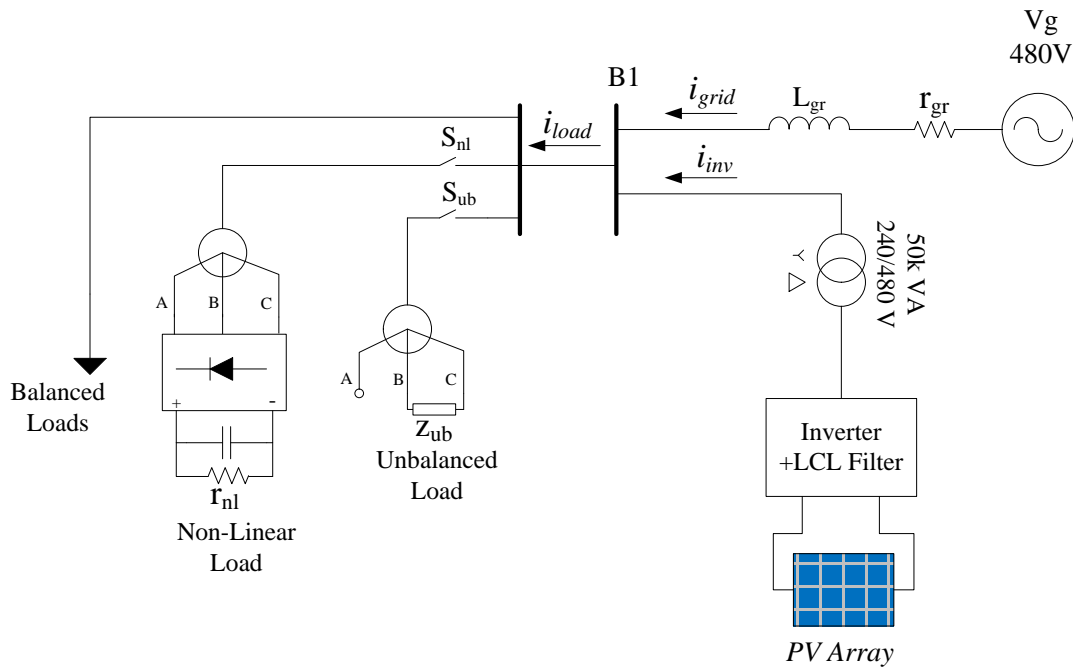 Vg
480V
B1
i_grid
L_gr
r_gr
i_load
i_inv
S_nl
S_ub
50k VA
240/480 V
A
B
C
A
B
C
+
-
Balanced
Loads
r_nl
Non-Linear
Load
z_ub
Unbalanced
Load
Inverter
+LCL Filter
PV Array